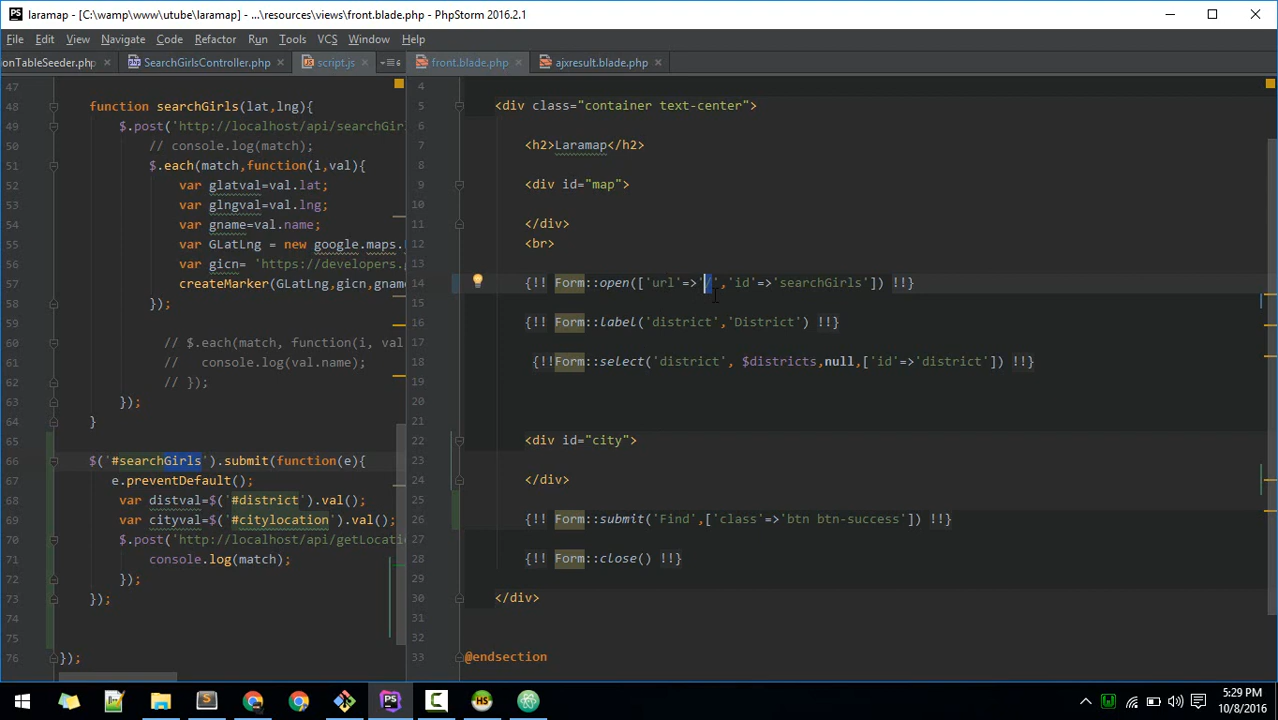 laramap - [C:\wamp\www\utube\laramap] - ...\resources\views\front.blade.php - PhpStorm 2016.2.1
File Edit View Navigate Code Refactor Run Tools VCS Window Help
onTableSeeder.php SearchGirlsController.php script.js front.blade.php ajxresult.blade.php
47
48 function searchGirls(lat,lng){
49 $.post('http://localhost/api/searchGirl
50 // console.log(match);
51 $.each(match,function(i,val){
52 var glatval=val.lat;
53 var glngval=val.lng;
54 var gname=val.name;
55 var GLatLng = new google.maps.
56 var gicn= 'https://developers.g
57 createMarker(GLatLng,gicn,gname
58 });
59
60 // $.each(match, function(i, val)
61 // console.log(val.name);
62 // });
63 });
64 }
65
66 $('#searchGirls').submit(function(e){
67 e.preventDefault();
68 var distval=$('#district').val();
69 var cityval=$('#citylocation').val();
70 $.post('http://localhost/api/getLocatio
71 console.log(match);
72 });
73 });
74
75
76 });
4
5 <div class="container text-center">
6
7 <h2>Laramap</h2>
8
9 <div id="map">
10
11 </div>
12 <br>
13
14 {!! Form::open(['url'=>'/','id'=>'searchGirls']) !!}
15
16 {!! Form::label('district','District') !!}
17
18 {!!Form::select('district', $districts,null,['id'=>'district']) !!}
19
20
21
22 <div id="city">
23
24 </div>
25
26 {!! Form::submit('Find',['class'=>'btn btn-success']) !!}
27
28 {!! Form::close() !!}
29
30 </div>
31
32
33 @endsection
5:29 PM
10/8/2016